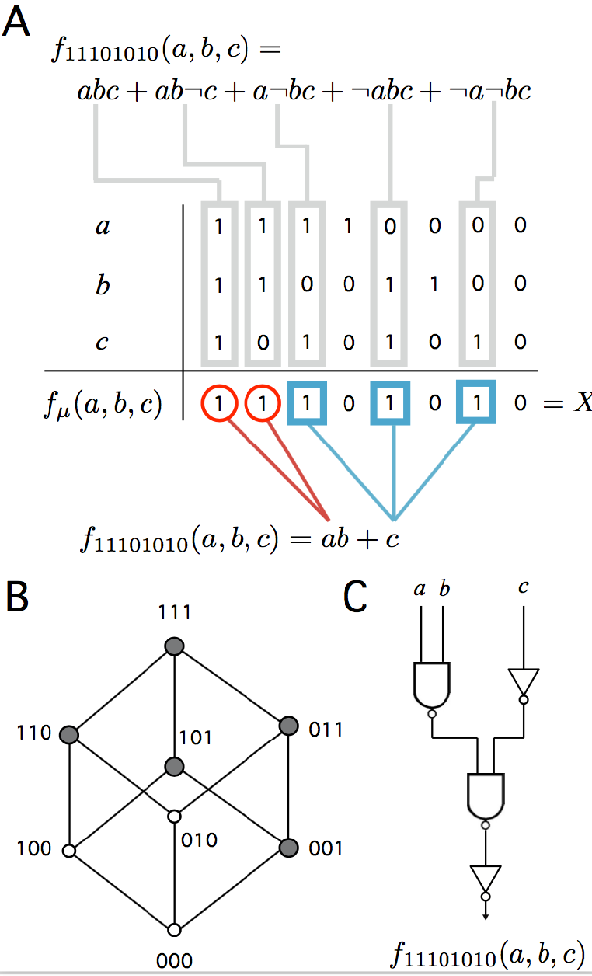 A
f₁₁₁₀₁₀₁₀(a, b, c) =
abc + ab¬c + a¬bc + ¬abc + ¬a¬bc
a 1 1 1 1 0 0 0 0
b 1 1 0 0 1 1 0 0
c 1 0 1 0 1 0 1 0
f_μ(a, b, c) 1 1 1 0 1 0 1 0 = X
f₁₁₁₀₁₀₁₀(a, b, c) = ab + c
B
111
110
101
011
100
010
001
000
C
a b c
f₁₁₁₀₁₀₁₀(a, b, c)